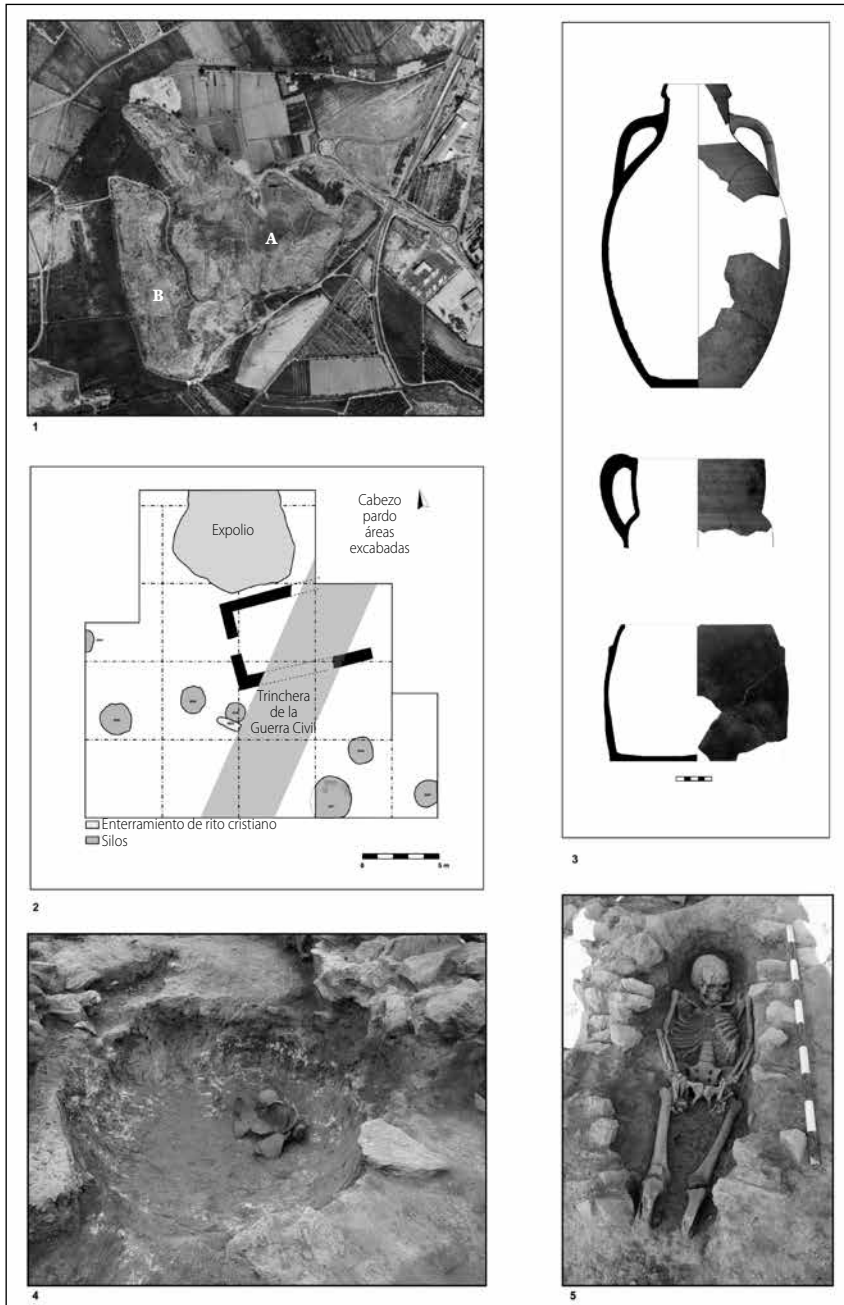 A
B
1
Expolio
Cabezo
pardo
áreas
excabadas
Trinchera
de la
Guerra Civil
Enterramiento de rito cristiano
Silos
0
5 m
2
3
4
5